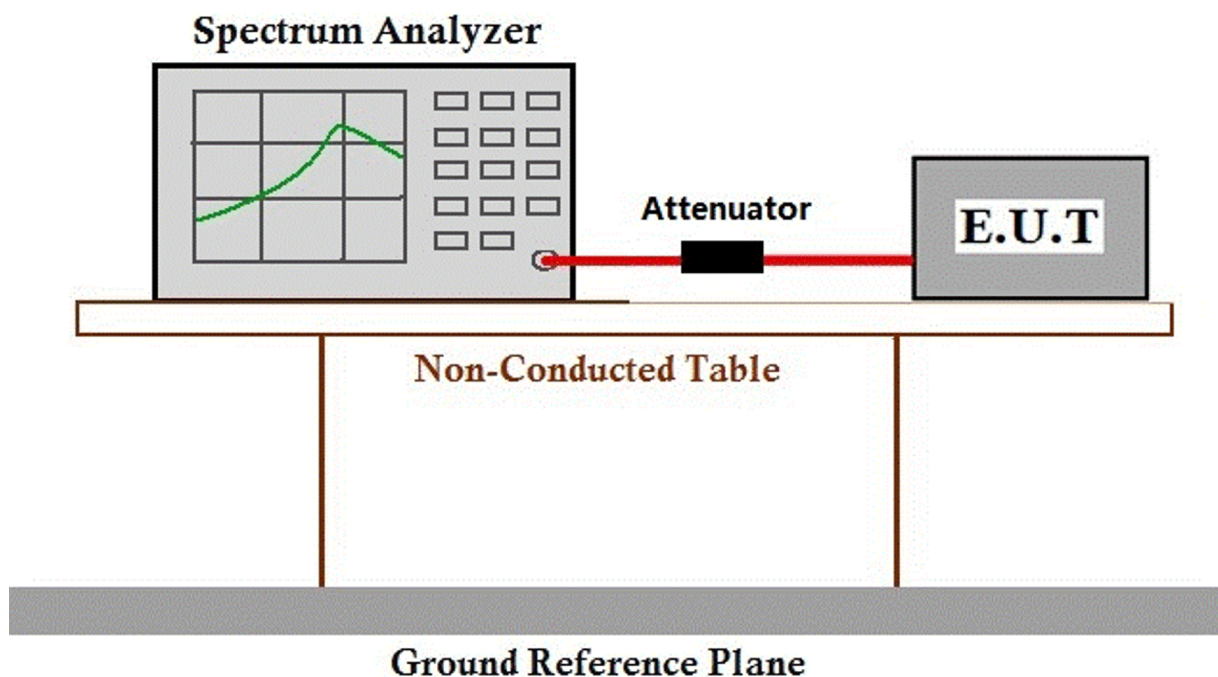 Spectrum Analyzer
Attenuator
E.U.T
Non-Conducted Table
Ground Reference Plane